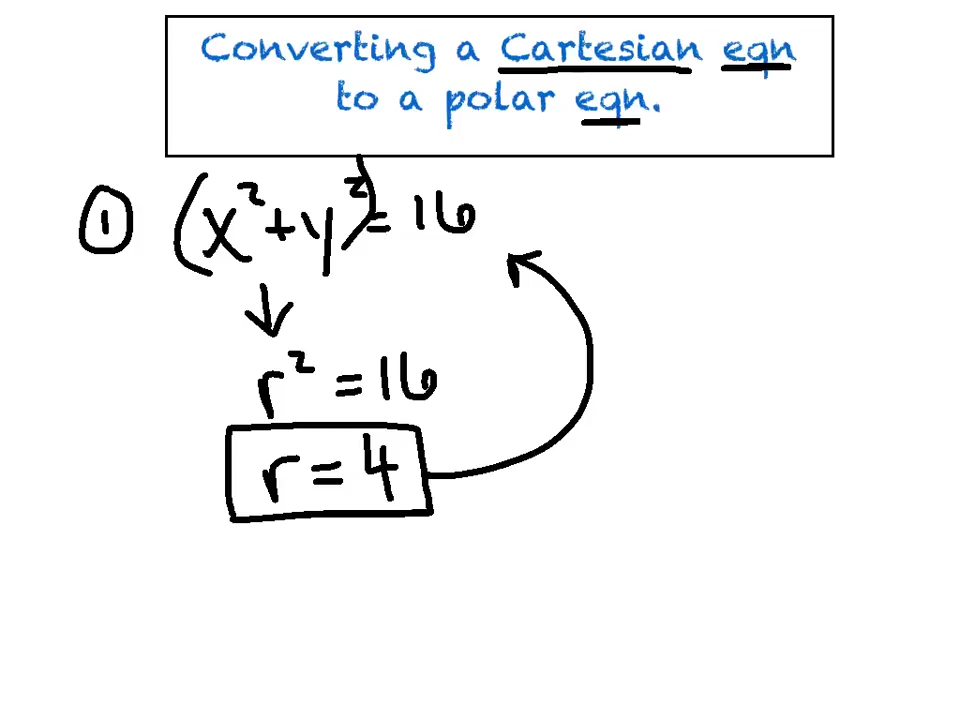 Converting a Cartesian eqn
to a polar eqn.
① (x²+y²)=16
↓
r²=16
r=4